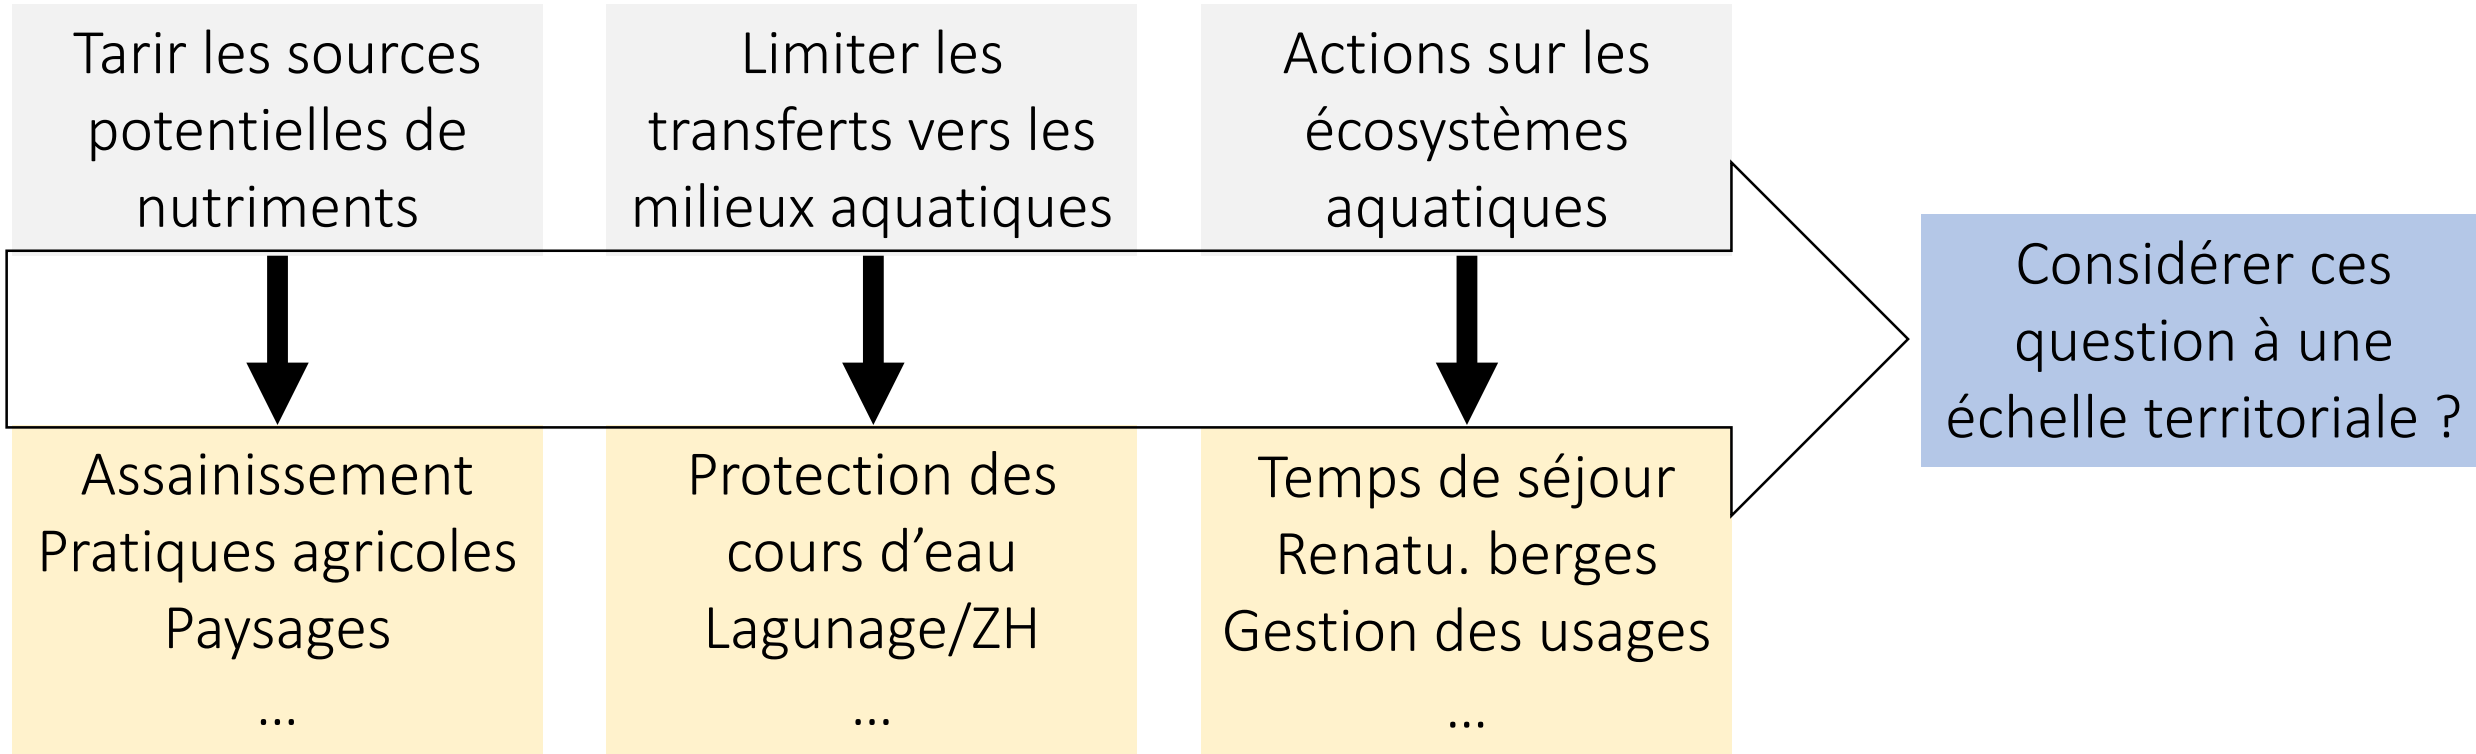 Tarir les sources
potentielles de
nutriments
Limiter les
transferts vers les
milieux aquatiques
Actions sur les
écosystèmes
aquatiques
Considérer ces
question à une
échelle territoriale ?
Assainissement
Pratiques agricoles
Paysages
...
Protection des
cours d’eau
Lagunage/ZH
...
Temps de séjour
Renatu. berges
Gestion des usages
...